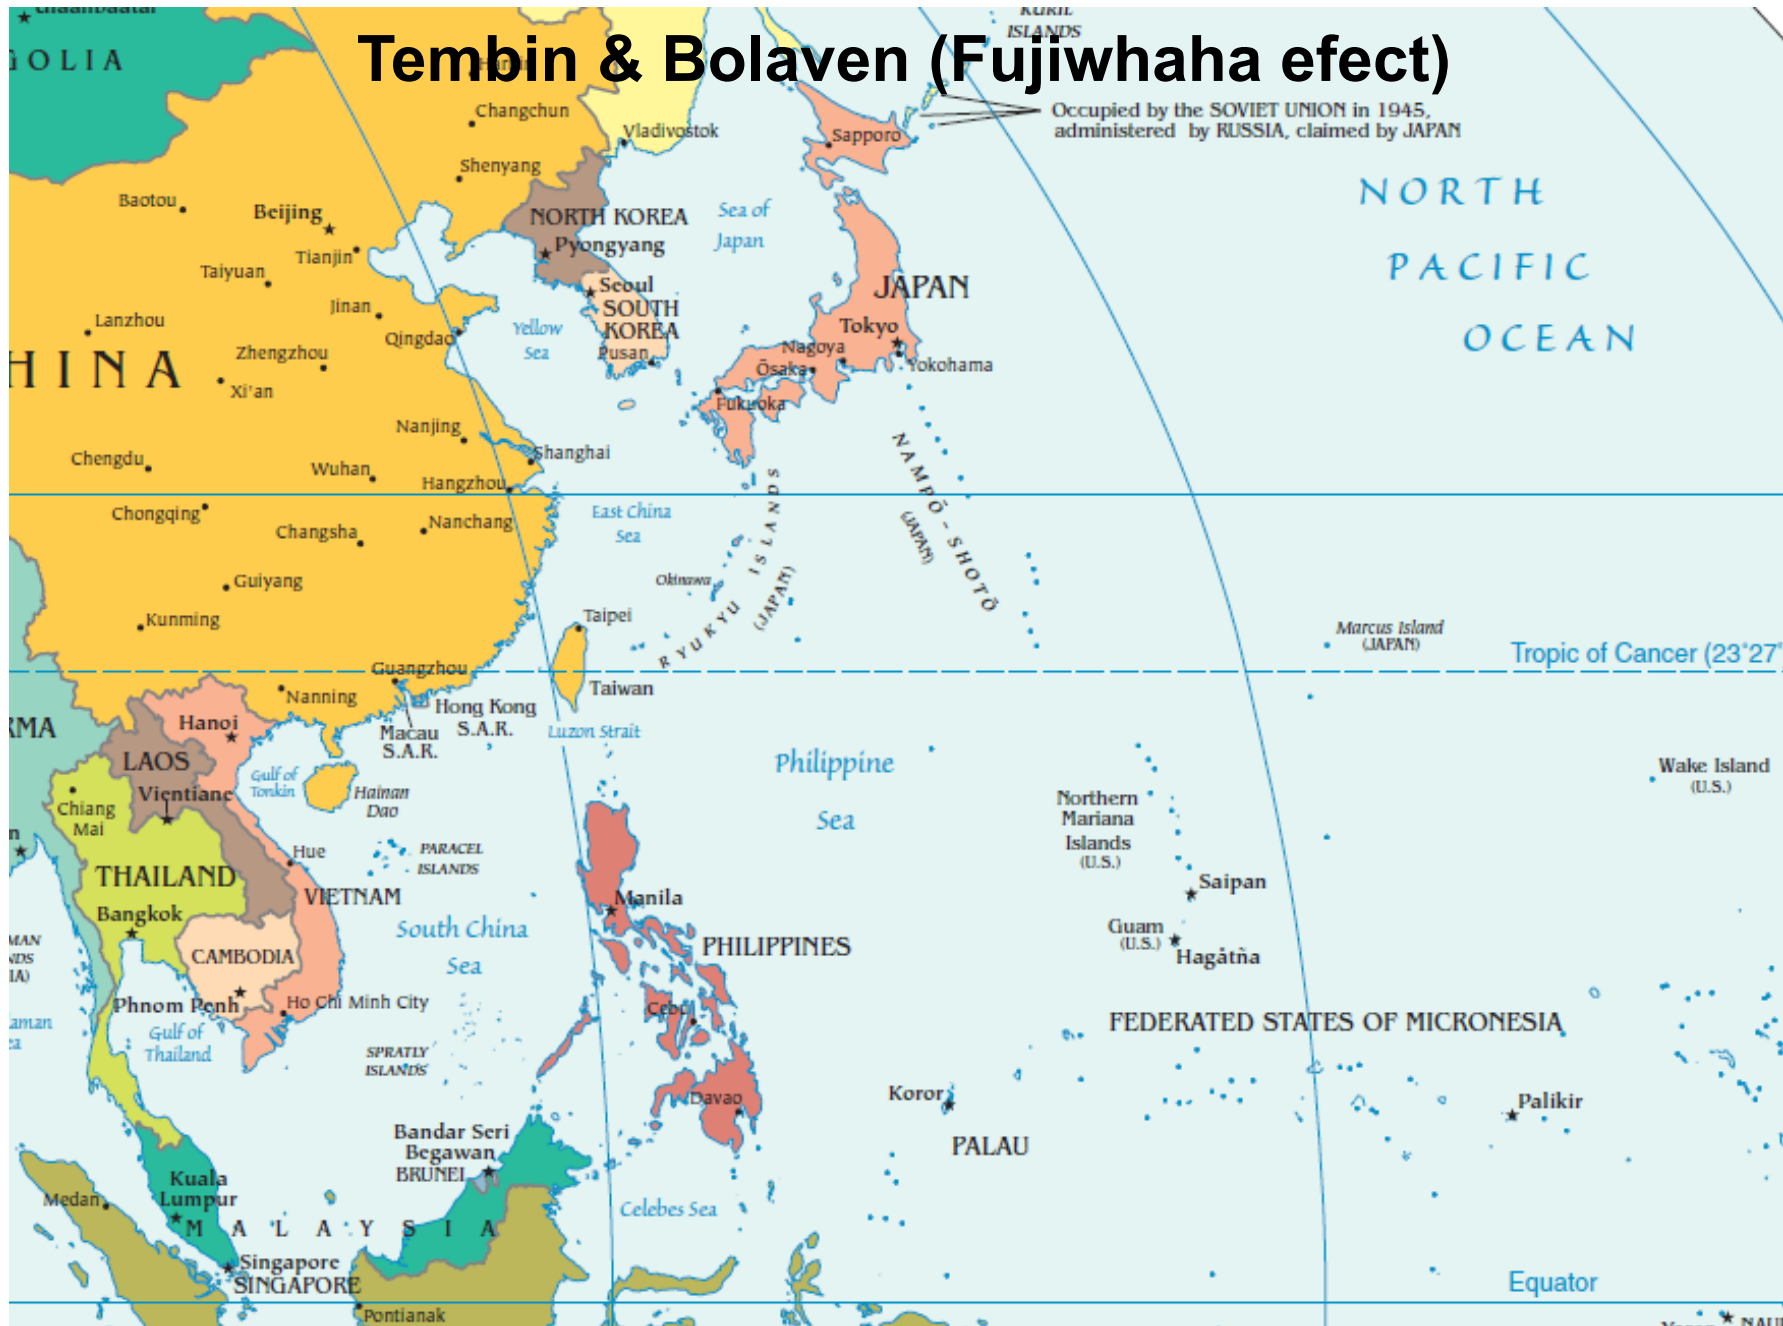 Tembin & Bolaven (Fujiwhaha efect)
ISLANDS
Occupied by the SOVIET UNION in 1945,
administered by RUSSIA, claimed by JAPAN
Changchun
Vladivostok
Sapporo
Shenyang
Baotou
Beijing
NORTH KOREA
Pyongyang
Sea of
Japan
NORTH
PACIFIC
OCEAN
Tianjin
Taiyuan
Seoul
SOUTH
KOREA
JAPAN
Jinan
Lanzhou
Qingdao
Yellow
Sea
Pusan
Tokyo
Nagoya
Yokohama
Ōsaka
Zhengzhou
HINA
Xi'an
Fukuoka
Nanjing
Shanghai
Chengdu
Wuhan
Hangzhou
NAMPŌ-SHOTŌ
(JAPAN)
Chongqing
Changsha
Nanchang
East China
Sea
RYUKYU ISLANDS
(JAPAN)
Okinawa
Guiyang
Kunming
Taipei
Marcus Island
(JAPAN)
Tropic of Cancer (23°27'
Guangzhou
Nanning
Taiwan
Hong Kong
S.A.R.
Macau
S.A.R.
Luzon Strait
RMA
Hanoi
LAOS
Vientiane
Gulf of
Tonkin
Hainan
Dao
Philippine
Sea
Wake Island
(U.S.)
Northern
Mariana
Islands
(U.S.)
Chiang
Mai
Hue
PARACEL
ISLANDS
THAILAND
Bangkok
VIETNAM
Manila
Saipan
South China
Sea
PHILIPPINES
Guam
(U.S.)
Hagåtña
CAMBODIA
Phnom Penh
Ho Chi Minh City
Cebu
FEDERATED STATES OF MICRONESIA
Gulf of
Thailand
SPRATLY
ISLANDS
Davao
Koror
Palikir
PALAU
Bandar Seri
Begawan
BRUNEI
Kuala
Lumpur
Medan
MALAYSIA
Celebes Sea
Singapore
SINGAPORE
Equator
Pontianak